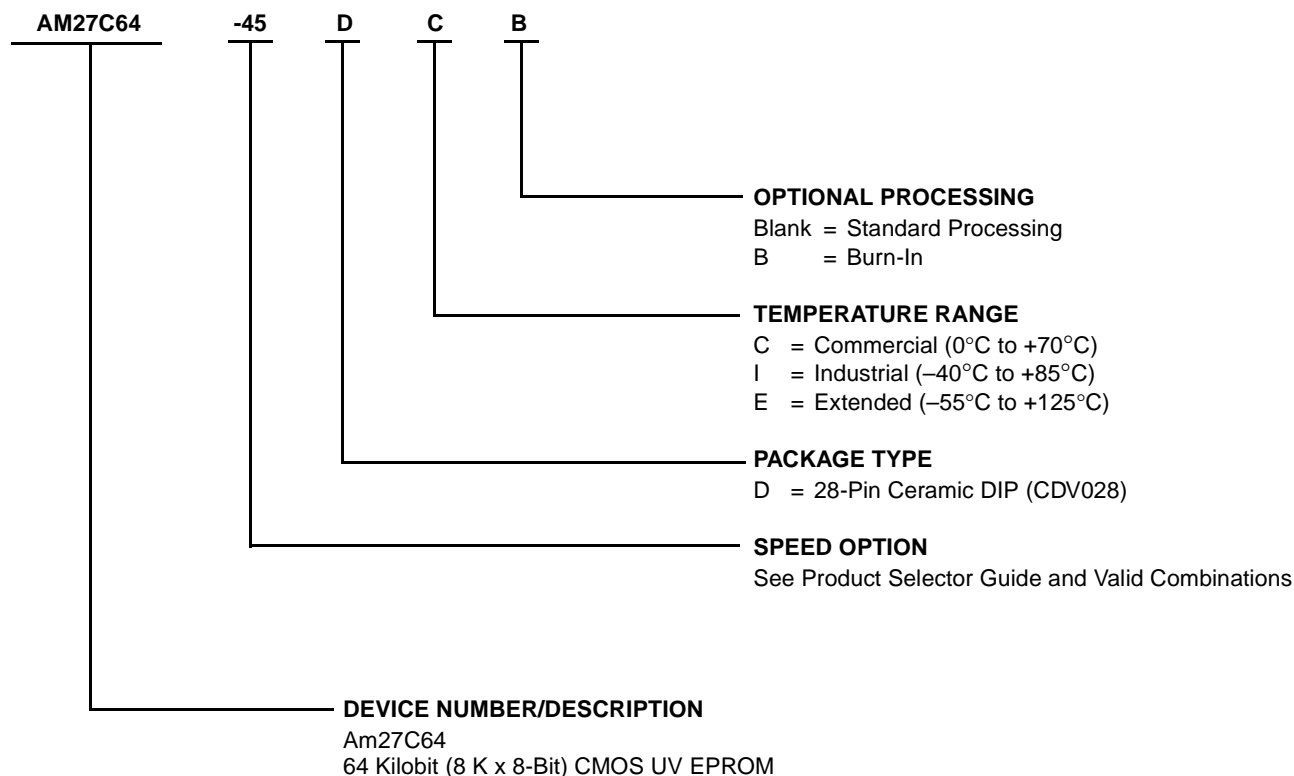 AM27C64 -45 D C B
OPTIONAL PROCESSING
Blank = Standard Processing
B = Burn-In
TEMPERATURE RANGE
C = Commercial (0°C to +70°C)
I = Industrial (–40°C to +85°C)
E = Extended (–55°C to +125°C)
PACKAGE TYPE
D = 28-Pin Ceramic DIP (CDV028)
SPEED OPTION
See Product Selector Guide and Valid Combinations
DEVICE NUMBER/DESCRIPTION
Am27C64
64 Kilobit (8 K x 8-Bit) CMOS UV EPROM